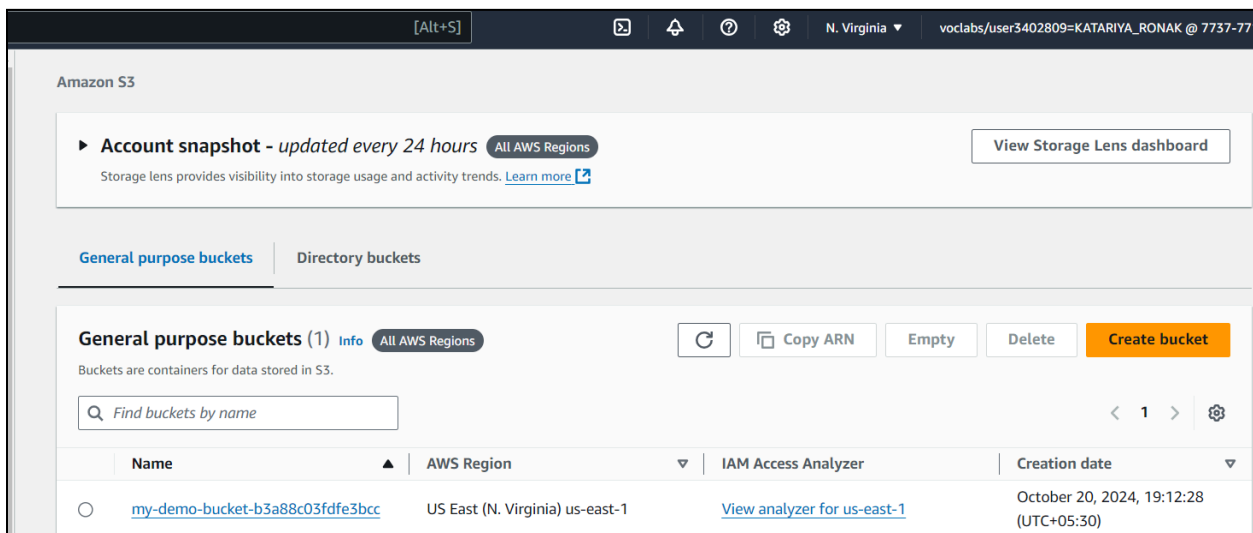 [Alt+S]
N. Virginia
voclabs/user3402809=KATARIYA_RONAK @ 7737-77
Amazon S3
Account snapshot - updated every 24 hours All AWS Regions
View Storage Lens dashboard
Storage lens provides visibility into storage usage and activity trends. Learn more
General purpose buckets
Directory buckets
General purpose buckets (1) Info All AWS Regions
Copy ARN
Empty
Delete
Create bucket
Buckets are containers for data stored in S3.
Find buckets by name
1
Name
AWS Region
IAM Access Analyzer
Creation date
my-demo-bucket-b3a88c03fdfe3bcc
US East (N. Virginia) us-east-1
View analyzer for us-east-1
October 20, 2024, 19:12:28
(UTC+05:30)